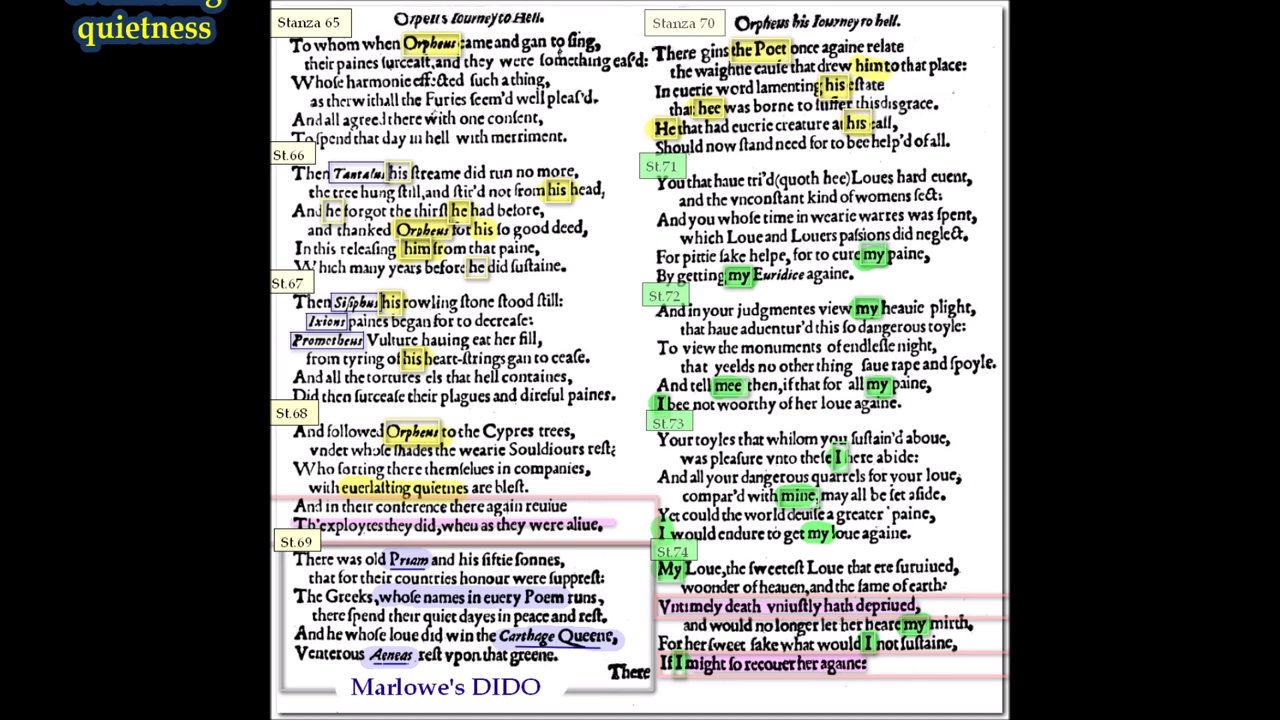 quietness
Stanza 65
Orpeus Iourney to Hell.
To whom when Orpheus came and gan to sing,
their paines surceast, and they were something easd:
Whose harmonie effected such a thing,
as therwithall the Furies seem'd well pleas'd.
And all agreed there with one consent,
To spend that day in hell with merriment.
St.66
Then Tantalus his streame did run no more,
the tree hung still, and stir'd not from his head,
And he forgot the thirst he had before,
and thanked Orpheus for his so good deed,
In this releasing him from that paine,
Which many years before he did sustaine.
St.67
Then Sisiphus his rowling stone stood still:
Ixions paines began for to decrease:
Prometheus Vulture hauing eat her fill,
from tyring of his heart-strings gan to cease.
And all the tortures els that hell containes,
Did then surcease their plagues and direful paines.
St.68
And followed Orpheus to the Cypres trees,
vnder whose shades the wearie Souldiours rest;
Who sorting there themselues in companies,
with euerlasting quietnes are blest.
And in their conference there again reuiue
Th'exploytes they did, when as they were aliue.
St.69
There was old Priam and his fiftie sonnes,
that for their countries honour were supprest:
The Greeks, whose names in euery Poem runs,
there spend their quiet dayes in peace and rest.
And he whose loue did win the Carthage Queene,
Venterous Aeneas rest vpon that greene.
There
Marlowe's DIDO
Stanza 70
Orpheus his Iourney to hell.
There gins the Poet once againe relate
the waightie cause that drew him to that place:
In euerie word lamenting his estate
that hee was borne to suffer this disgrace.
He that had euerie creature at his call,
Should now stand need for to bee help'd of all.
St.71
You that haue tri'd (quoth hee) Loues hard euent,
and the vnconstant kind of womens sect:
And you whose time in wearie warres was spent,
which Loue and Louers passions did neglect.
For pittie sake helpe, for to cure my paine,
By getting my Euridice againe.
St.72
And in your judgmentes view my heauie plight,
that haue aduentur'd this so dangerous toyle:
To view the monuments of endlesse night,
that yeelds no other thing saue rape and spoyle.
And tell mee then, if that for all my paine,
I bee not woorthy of her loue againe.
St.73
Your toyles that whilom you sustain'd aboue,
was pleasure vnto these I here abide:
And all your dangerous quarrels for your loue,
compar'd with mine, may all be set aside.
Yet could the world deuise a greater paine,
I would endure to get my loue againe.
St.74
My Loue, the sweetest Loue that ere suruiued,
woonder of heauen, and the fame of earth:
Vntimely death vniustly hath depriued,
and would no longer let her heare my mirth,
For her sweet sake what would I not sustaine,
If I might so recouer her againe: